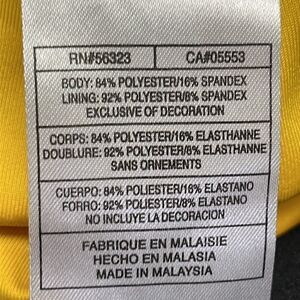 RN#56323 CA#05553
BODY: 84% POLYESTER/16% SPANDEX
LINING: 92% POLYESTER/8% SPANDEX
EXCLUSIVE OF DECORATION
CORPS: 84% POLYESTER/16% ELASTHANNE
DOUBLURE: 92% POLYESTER/8% ELASTHANNE
SANS ORNEMENTS
CUERPO: 84% POLIESTER/16% ELASTANO
FORRO: 92% POLIESTER/8% ELASTANO
NO INCLUYE LA DECORACION
FABRIQUE EN MALAISIE
HECHO EN MALASIA
MADE IN MALAYSIA